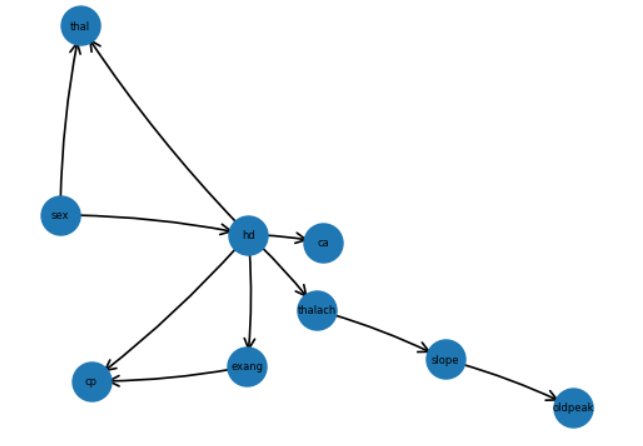 thal
sex
hd
ca
thalach
slope
exang
cp
oldpeak